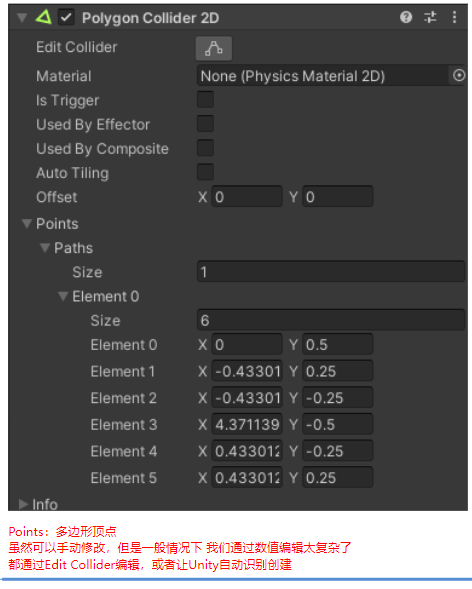 Polygon Collider 2D
Edit Collider
Material None (Physics Material 2D)
Is Trigger
Used By Effector
Used By Composite
Auto Tiling
Offset X 0 Y 0
Points
Paths
Size 1
Element 0
Size 6
Element 0 X 0 Y 0.5
Element 1 X -0.43301 Y 0.25
Element 2 X -0.43301 Y -0.25
Element 3 X 4.371139 Y -0.5
Element 4 X 0.433012 Y -0.25
Element 5 X 0.433012 Y 0.25
Info
Points：多边形顶点
虽然可以手动修改，但是一般情况下 我们通过数值编辑太复杂了
都通过Edit Collider编辑，或者让Unity自动识别创建